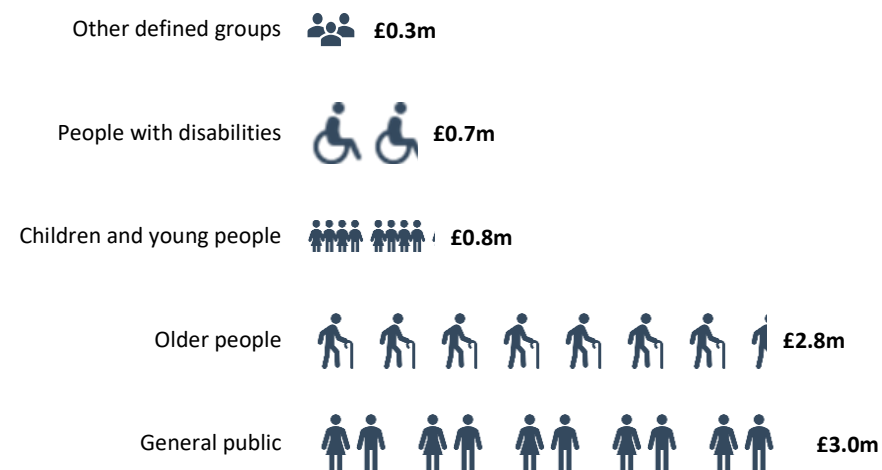 Other defined groups £0.3m
People with disabilities £0.7m
Children and young people £0.8m
Older people £2.8m
General public £3.0m